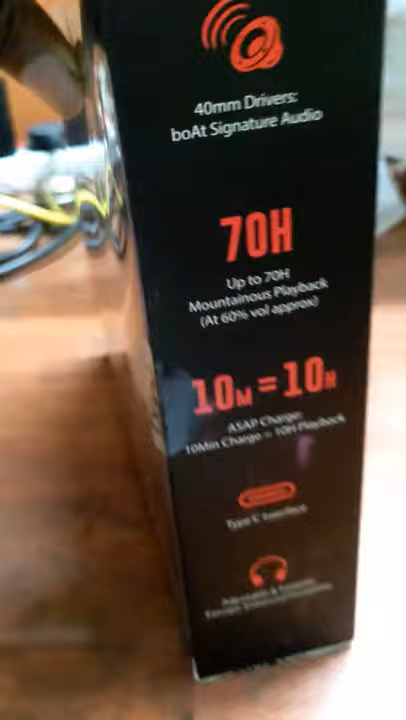 40mm Drivers:
boAt Signature Audio
70H
Up to 70H
Mountainous Playback
(At 60% vol approx)
10M = 10H
ASAP Charge:
10Min Charge = 10H Playback
Type C Interface